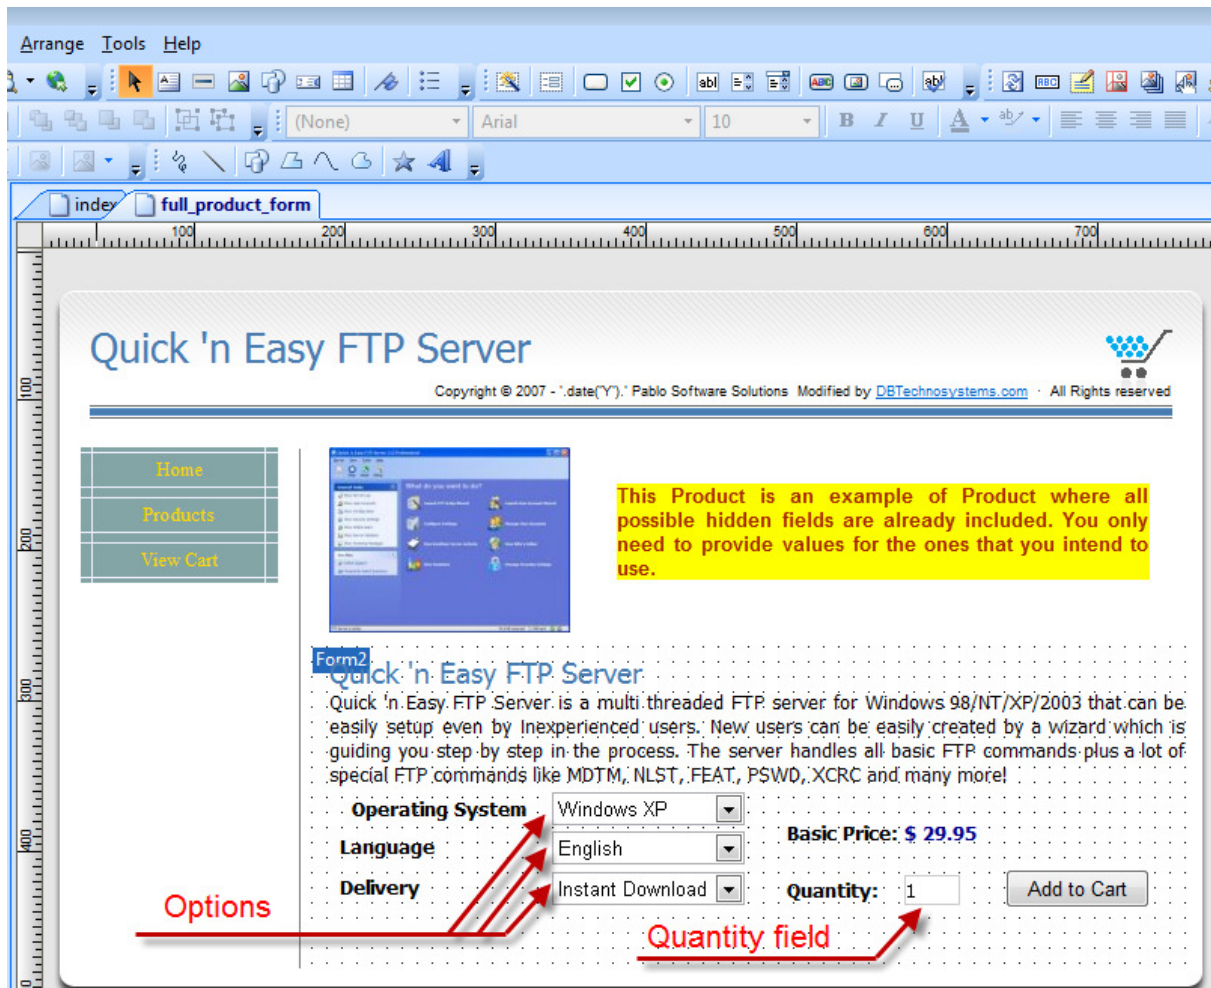 Arrange Tools Help
(None) Arial 10 B I U A ab
index full_product_form
100 200 300 400 500 600 700
Quick 'n Easy FTP Server
Copyright © 2007 - '.date('Y').' Pablo Software Solutions Modified by DBTechnosystems.com · All Rights reserved
100
Home
Products
View Cart
What do you want to do?
This Product is an example of Product where all
possible hidden fields are already included. You only
need to provide values for the ones that you intend to
use.
200
Form2
Quick 'n Easy FTP Server
300
Quick 'n Easy FTP Server is a multi threaded FTP server for Windows 98/NT/XP/2003 that can be
easily setup even by Inexperienced users. New users can be easily created by a wizard which is
guiding you step by step in the process. The server handles all basic FTP commands plus a lot of
special FTP commands like MDTM, NLST, FEAT, PSWD, XCRC and many more!
Operating System Windows XP
Basic Price: $ 29.95
400
Language English
Delivery Instant Download Quantity: 1 Add to Cart
Options
Quantity field